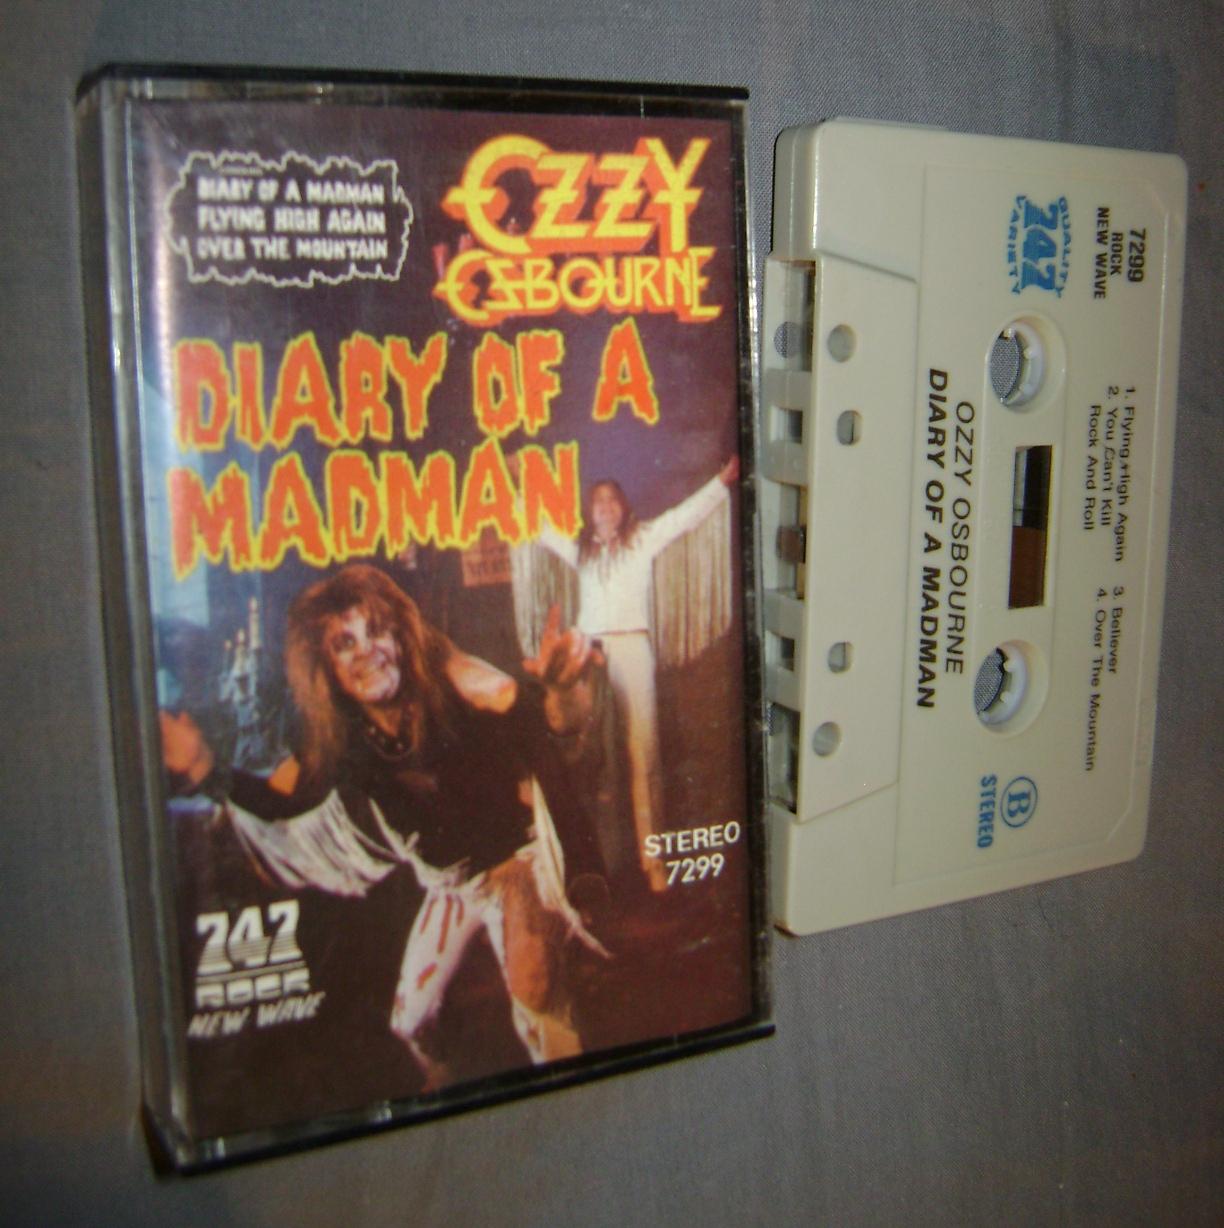 DIARY OF A MADMAN
FLYING HIGH AGAIN
OVER THE MOUNTAIN
OZZY
OSBOURNE
DIARY OF A
MADMAN
STEREO
7299
747
ROCK
NEW WAVE
7299
ROCK
NEW WAVE
QUALITY
747
VARIETY
1. Flying High Again
2. You Can't Kill
Rock And Roll
3. Believer
4. Over The Mountain
OZZY OSBOURNE
DIARY OF A MADMAN
B
STEREO